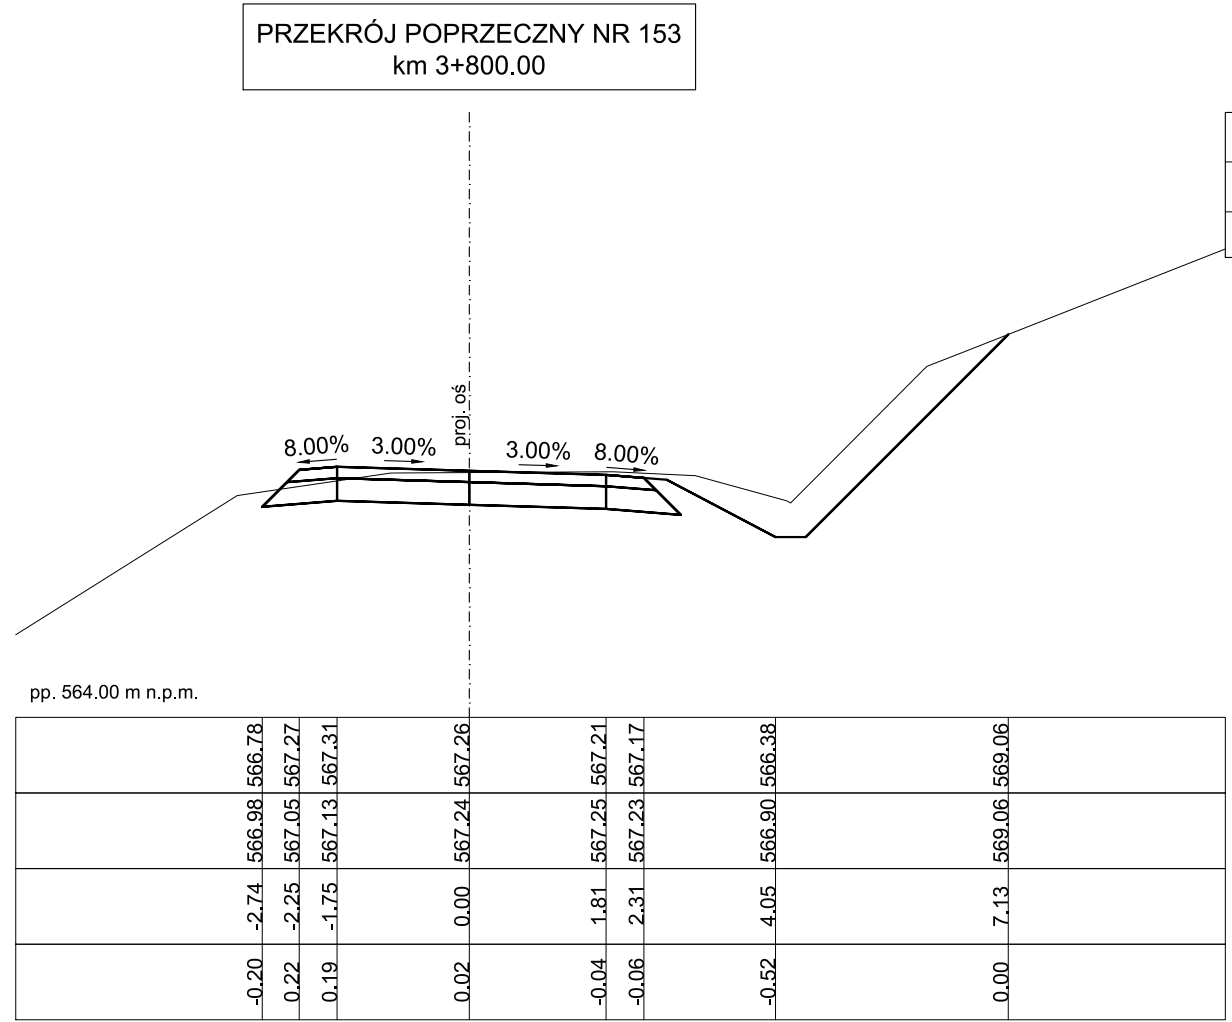 PRZEKRÓJ POPRZECZNY NR 153
km 3+800.00
proj. oś
8.00%
3.00%
3.00%
8.00%
pp. 564.00 m n.p.m.
566.78 567.27 567.31 567.26 567.21 567.17 566.38 569.06
566.98 567.05 567.13 567.24 567.25 567.23 566.90 569.06
-2.74 -2.25 -1.75 0.00 1.81 2.31 4.05 7.13
-0.20 0.22 0.19 0.02 -0.04 -0.06 -0.52 0.00